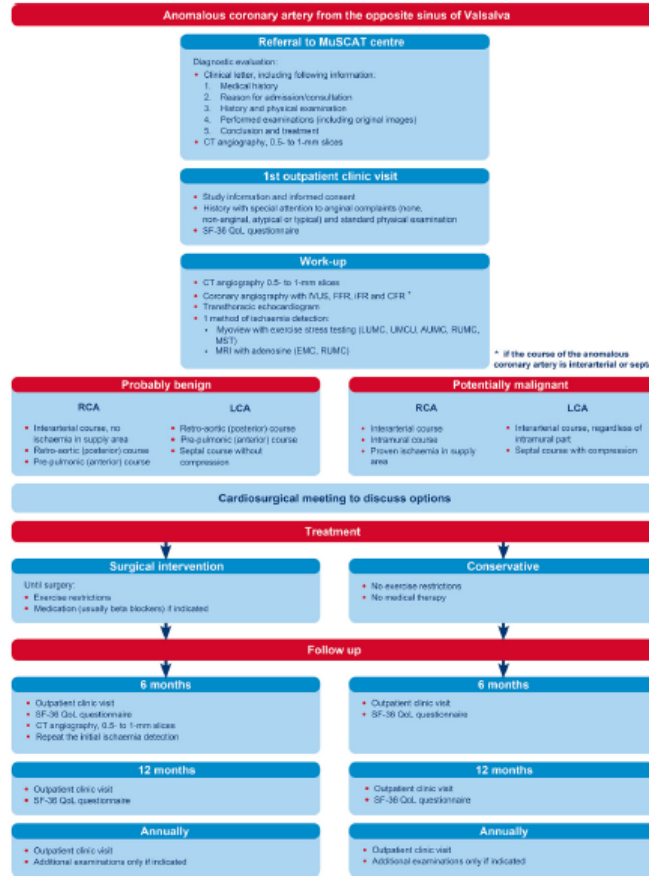 Anomalous coronary artery from the opposite sinus of Valsalva
Referral to MuSCAT centre
Diagnostic evaluation:
• Clinical letter, including following information:
1. Medical history
2. Reason for admission/consultation
3. History and physical examination
4. Performed examinations (including original images)
5. Conclusion and treatment
• CT angiography, 0.5- to 1-mm slices
1st outpatient clinic visit
• Study information and informed consent
• History with special attention to anginal complaints (none,
non-anginal, atypical or typical) and standard physical examination
• SF-36 QoL questionnaire
Work-up
• CT angiography 0.5- to 1-mm slices
• Coronary angiography with IVUS, FFR, iFR and CFR *
• Transthoracic echocardiogram
• 1 method of ischaemia detection:
• Myoview with exercise stress testing (LUMC, UMCU, AUMC, RUMC,
MST)
• MRI with adenosine (EMC, RUMC)
* if the course of the anomalous
coronary artery is interarterial or septa
Probably benign
RCA
• Interarterial course, no
ischaemia in supply area
• Retro-aortic (posterior) course
• Pre-pulmonic (anterior) course
LCA
• Retro-aortic (posterior) course
• Pre-pulmonic (anterior) course
• Septal course without
compression
Potentially malignant
RCA
• Interarterial course
• Intramural course
• Proven ischaemia in supply
area
LCA
• Interarterial course, regardless of
intramural part
• Septal course with compression
Cardiosurgical meeting to discuss options
Treatment
Surgical intervention
Until surgery:
• Exercise restrictions
• Medication (usually beta blockers) if indicated
Conservative
• No exercise restrictions
• No medical therapy
Follow up
6 months
• Outpatient clinic visit
• SF-36 QoL questionnaire
• CT angiography, 0.5- to 1-mm slices
• Repeat the initial ischaemia detection
6 months
• Outpatient clinic visit
• SF-36 QoL questionnaire
12 months
• Outpatient clinic visit
• SF-36 QoL questionnaire
12 months
• Outpatient clinic visit
• SF-36 QoL questionnaire
Annually
• Outpatient clinic visit
• Additional examinations only if indicated
Annually
• Outpatient clinic visit
• Additional examinations only if indicated